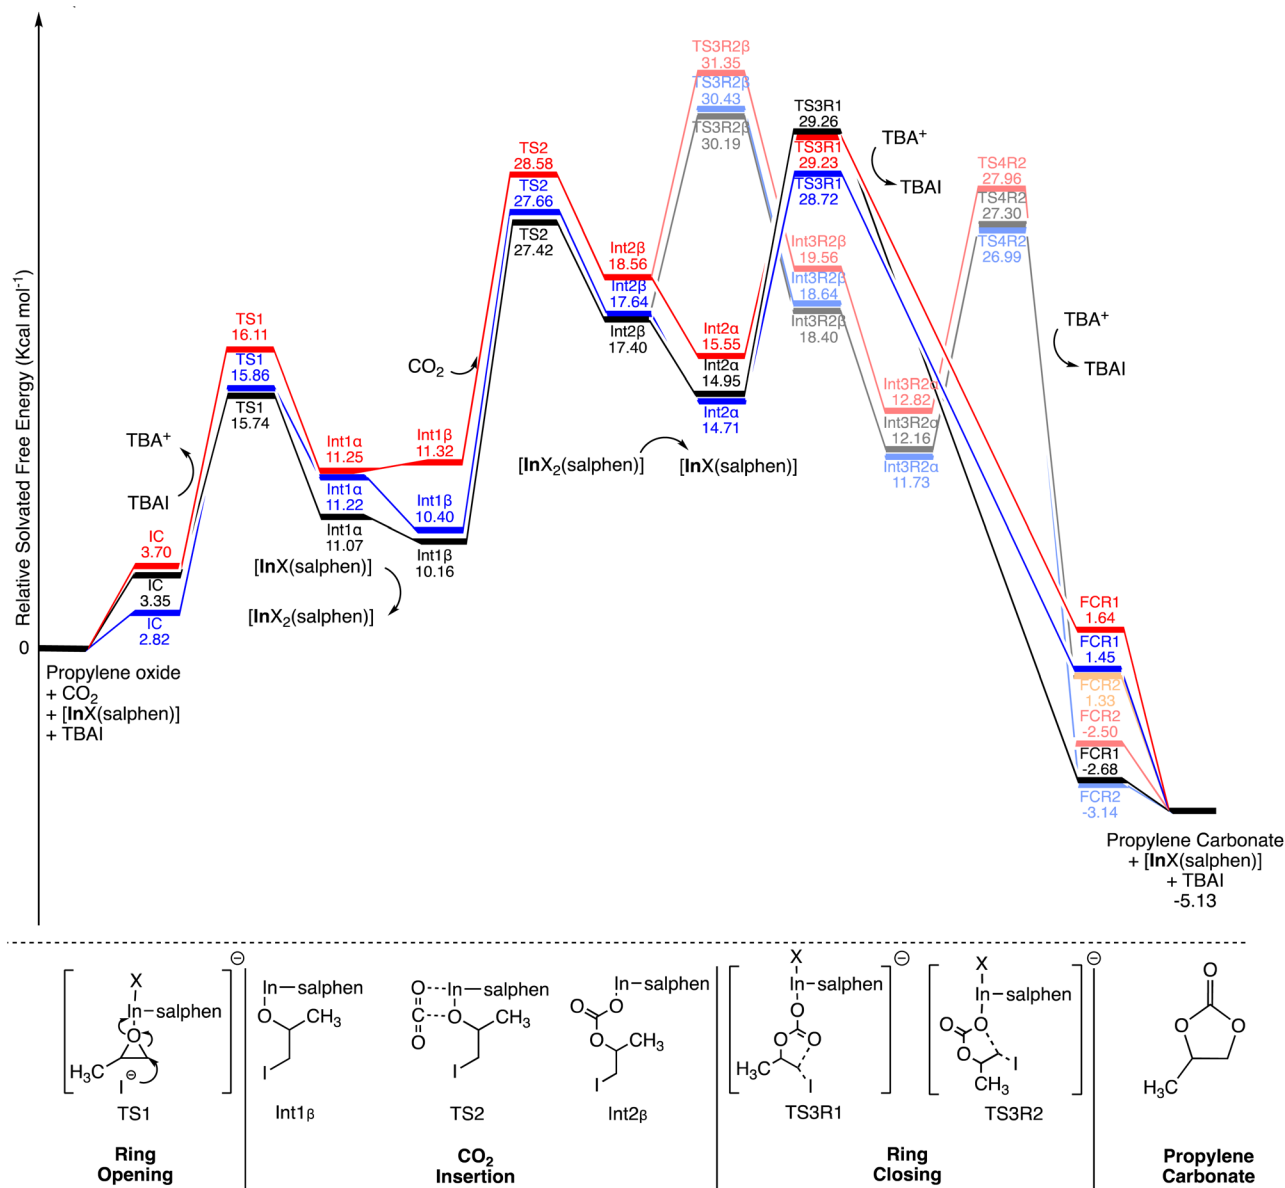 Relative Solvated Free Energy (Kcal mol⁻¹)
0
Propylene oxide
+ CO₂
+ [InX(salphen)]
+ TBAI
IC
3.70
IC
3.35
IC
2.82
TBA⁺
TBAI
TS1
16.11
TS1
15.86
TS1
15.74
Int1α
11.25
Int1α
11.22
Int1α
11.07
[InX(salphen)]
[InX₂(salphen)]
Int1β
11.32
Int1β
10.40
Int1β
10.16
CO₂
TS2
28.58
TS2
27.66
TS2
27.42
Int2β
18.56
Int2β
17.64
Int2β
17.40
[InX₂(salphen)]
[InX(salphen)]
Int2α
15.55
Int2α
14.95
Int2α
14.71
TS3R2β
31.35
TS3R2β
30.43
TS3R2β
30.19
TS3R1
29.26
TS3R1
29.23
TS3R1
28.72
TBA⁺
TBAI
Int3R2β
19.56
Int3R2β
18.64
Int3R2β
18.40
Int3R2α
12.82
Int3R2α
12.16
Int3R2α
11.73
TS4R2
27.96
TS4R2
27.30
TS4R2
26.99
TBA⁺
TBAI
FCR1
1.64
FCR1
1.45
FCR2
1.33
FCR2
-2.50
FCR1
-2.68
FCR2
-3.14
Propylene Carbonate
+ [InX(salphen)]
+ TBAI
-5.13
X
In
salphen
O
H₃C
I
⊖
⊖
TS1
Ring
Opening
In
salphen
O
CH₃
I
Int1β
O
In
salphen
C
O
CH₃
O
I
TS2
In
salphen
O
O
O
CH₃
I
Int2β
CO₂
Insertion
X
⊖
In
salphen
O
O
O
H₃C
I
TS3R1
X
⊖
In
salphen
O
O
O
I
CH₃
TS3R2
Ring
Closing
O
O
O
H₃C
Propylene
Carbonate